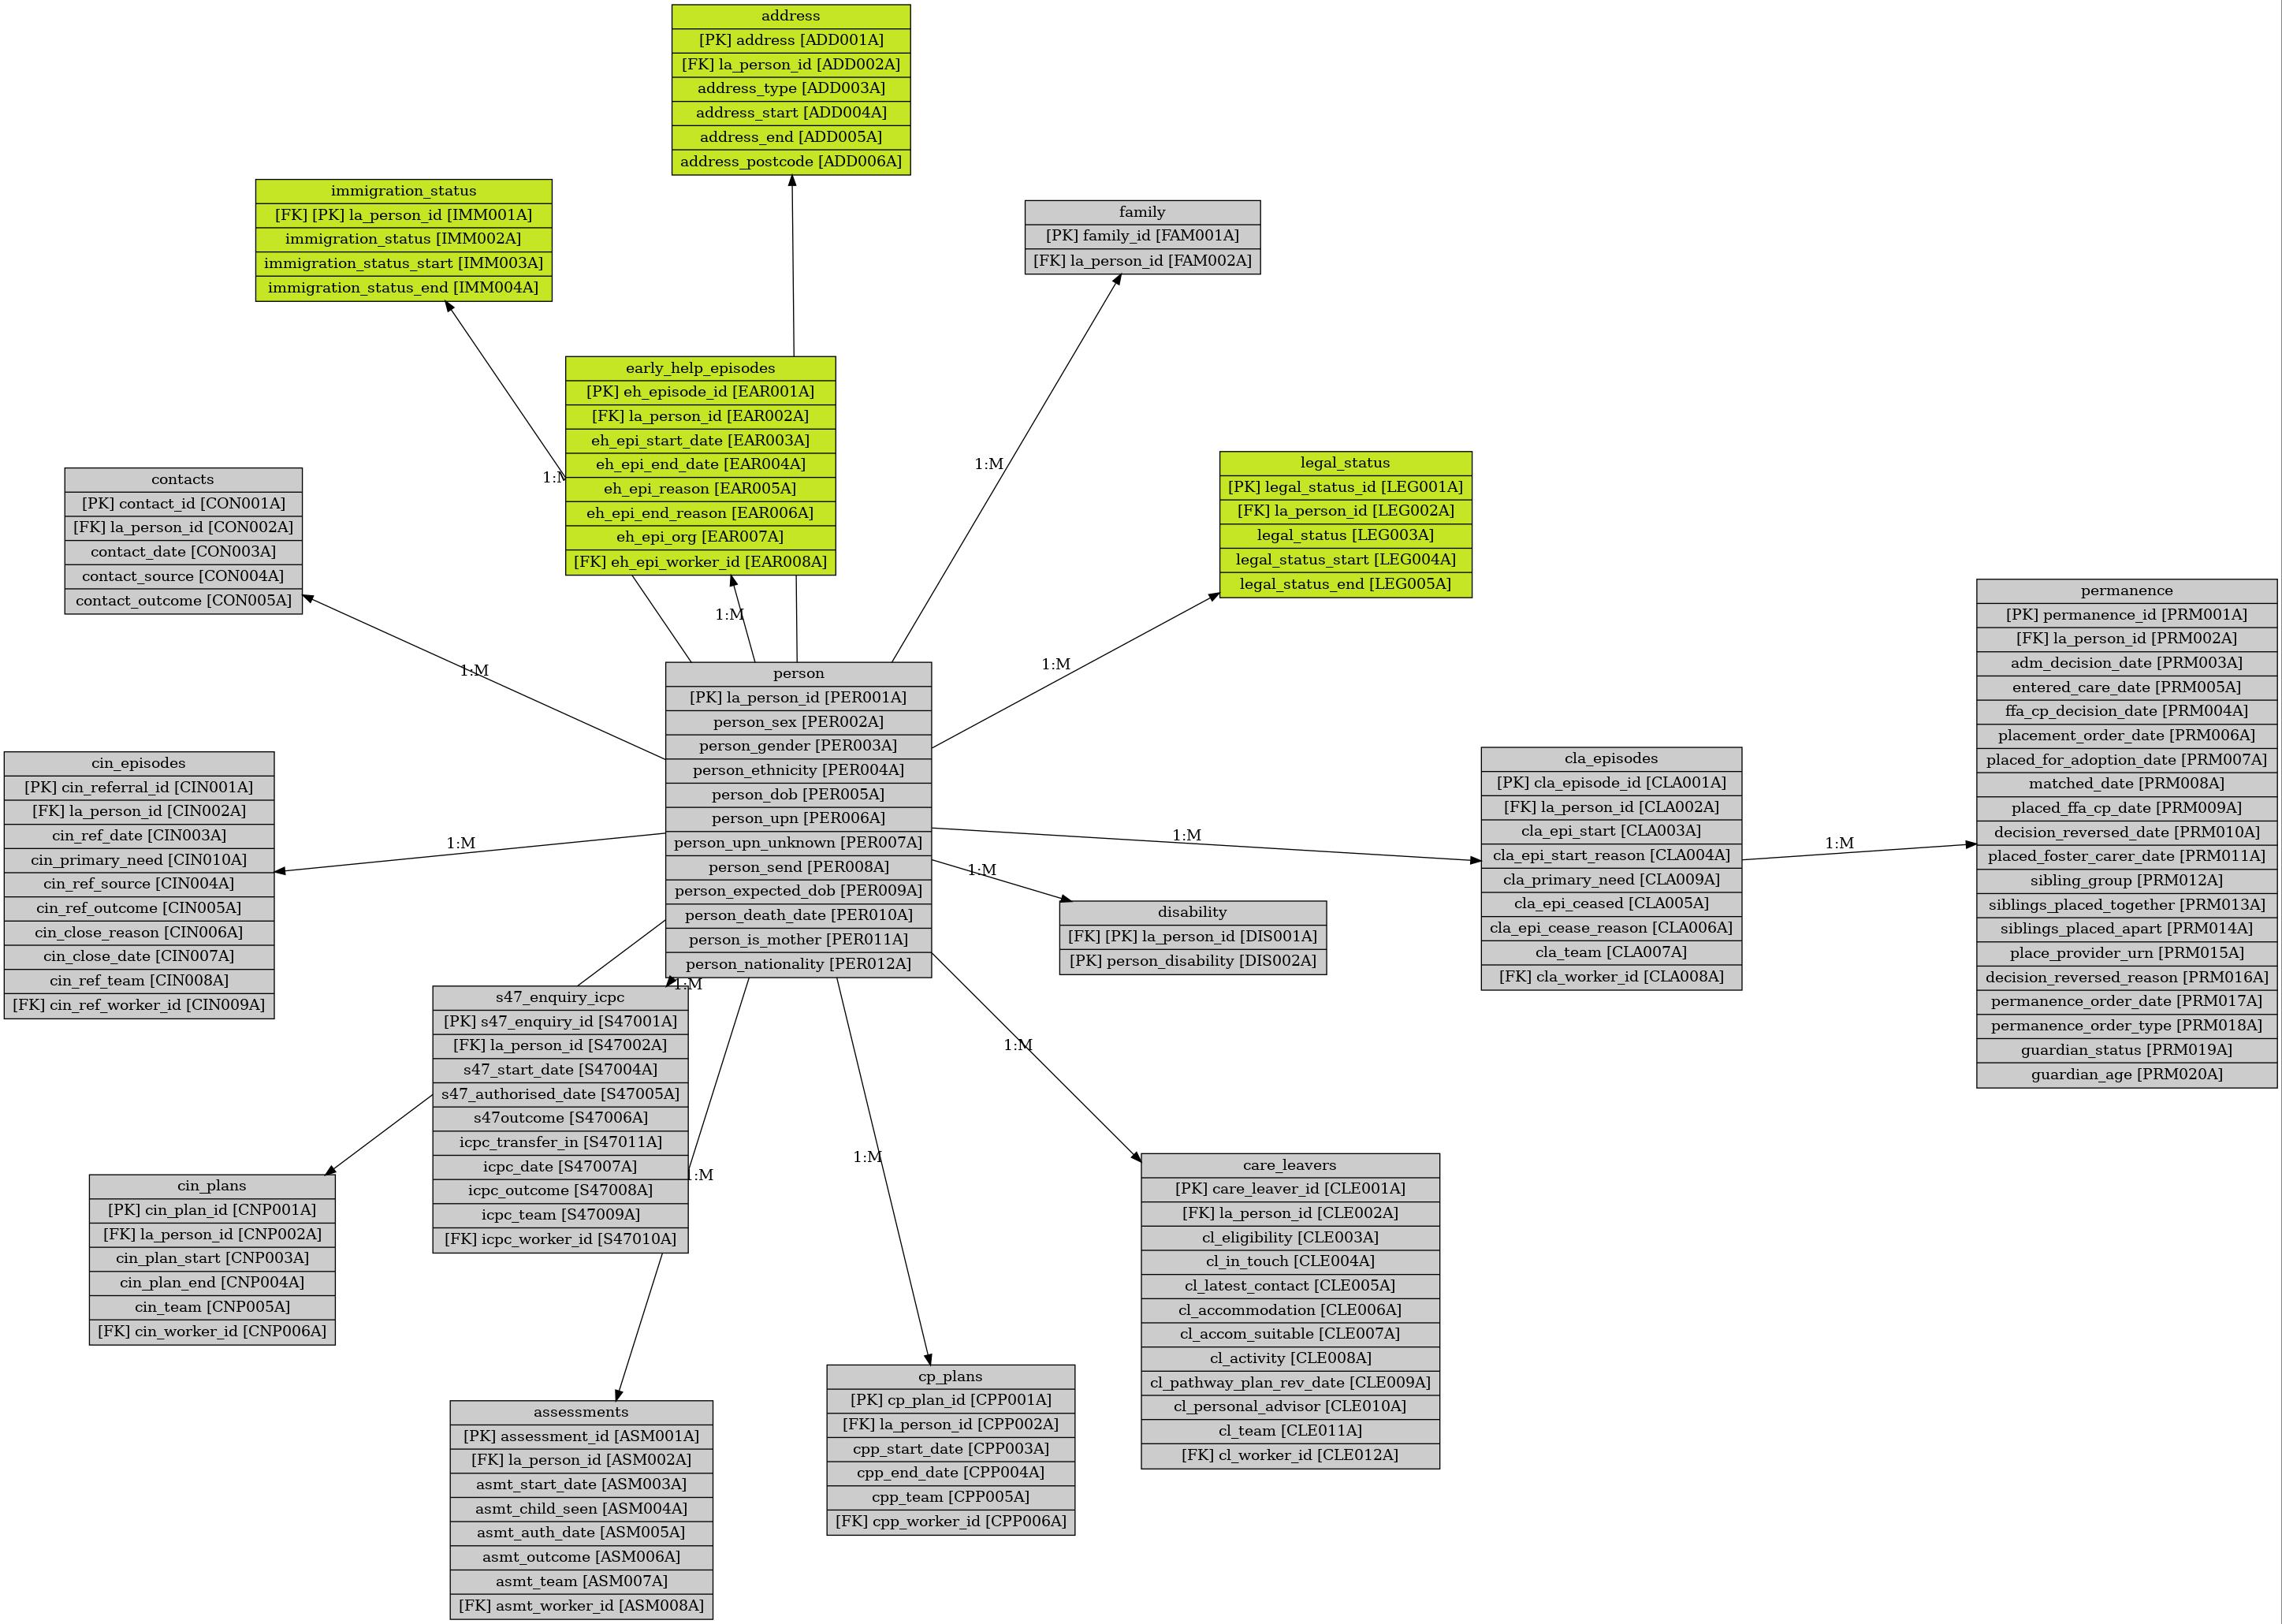 address
[PK] address [ADD001A]
[FK] la_person_id [ADD002A]
address_type [ADD003A]
address_start [ADD004A]
address_end [ADD005A]
address_postcode [ADD006A]
immigration_status
[FK] [PK] la_person_id [IMM001A]
immigration_status [IMM002A]
immigration_status_start [IMM003A]
immigration_status_end [IMM004A]
family
[PK] family_id [FAM001A]
[FK] la_person_id [FAM002A]
early_help_episodes
[PK] eh_episode_id [EAR001A]
[FK] la_person_id [EAR002A]
eh_epi_start_date [EAR003A]
eh_epi_end_date [EAR004A]
eh_epi_reason [EAR005A]
eh_epi_end_reason [EAR006A]
eh_epi_org [EAR007A]
[FK] eh_epi_worker_id [EAR008A]
1:M
1:M
1:M
legal_status
[PK] legal_status_id [LEG001A]
[FK] la_person_id [LEG002A]
legal_status [LEG003A]
legal_status_start [LEG004A]
legal_status_end [LEG005A]
contacts
[PK] contact_id [CON001A]
[FK] la_person_id [CON002A]
contact_date [CON003A]
contact_source [CON004A]
contact_outcome [CON005A]
1:M
1:M
person
[PK] la_person_id [PER001A]
person_sex [PER002A]
person_gender [PER003A]
person_ethnicity [PER004A]
person_dob [PER005A]
person_upn [PER006A]
person_upn_unknown [PER007A]
person_send [PER008A]
person_expected_dob [PER009A]
person_death_date [PER010A]
person_is_mother [PER011A]
person_nationality [PER012A]
permanence
[PK] permanence_id [PRM001A]
[FK] la_person_id [PRM002A]
adm_decision_date [PRM003A]
entered_care_date [PRM005A]
ffa_cp_decision_date [PRM004A]
placement_order_date [PRM006A]
placed_for_adoption_date [PRM007A]
matched_date [PRM008A]
placed_ffa_cp_date [PRM009A]
decision_reversed_date [PRM010A]
placed_foster_carer_date [PRM011A]
sibling_group [PRM012A]
siblings_placed_together [PRM013A]
siblings_placed_apart [PRM014A]
place_provider_urn [PRM015A]
decision_reversed_reason [PRM016A]
permanence_order_date [PRM017A]
permanence_order_type [PRM018A]
guardian_status [PRM019A]
guardian_age [PRM020A]
cin_episodes
[PK] cin_referral_id [CIN001A]
[FK] la_person_id [CIN002A]
cin_ref_date [CIN003A]
cin_primary_need [CIN010A]
cin_ref_source [CIN004A]
cin_ref_outcome [CIN005A]
cin_close_reason [CIN006A]
cin_close_date [CIN007A]
cin_ref_team [CIN008A]
[FK] cin_ref_worker_id [CIN009A]
1:M
1:M
1:M
1:M
cla_episodes
[PK] cla_episode_id [CLA001A]
[FK] la_person_id [CLA002A]
cla_epi_start [CLA003A]
cla_epi_start_reason [CLA004A]
cla_primary_need [CLA009A]
cla_epi_ceased [CLA005A]
cla_epi_cease_reason [CLA006A]
cla_team [CLA007A]
[FK] cla_worker_id [CLA008A]
disability
[FK] [PK] la_person_id [DIS001A]
[PK] person_disability [DIS002A]
1:M
1:M
s47_enquiry_icpc
[PK] s47_enquiry_id [S47001A]
[FK] la_person_id [S47002A]
s47_start_date [S47004A]
s47_authorised_date [S47005A]
s47outcome [S47006A]
icpc_transfer_in [S47011A]
icpc_date [S47007A]
icpc_outcome [S47008A]
icpc_team [S47009A]
[FK] icpc_worker_id [S47010A]
1:M
1:M
cin_plans
[PK] cin_plan_id [CNP001A]
[FK] la_person_id [CNP002A]
cin_plan_start [CNP003A]
cin_plan_end [CNP004A]
cin_team [CNP005A]
[FK] cin_worker_id [CNP006A]
care_leavers
[PK] care_leaver_id [CLE001A]
[FK] la_person_id [CLE002A]
cl_eligibility [CLE003A]
cl_in_touch [CLE004A]
cl_latest_contact [CLE005A]
cl_accommodation [CLE006A]
cl_accom_suitable [CLE007A]
cl_activity [CLE008A]
cl_pathway_plan_rev_date [CLE009A]
cl_personal_advisor [CLE010A]
cl_team [CLE011A]
[FK] cl_worker_id [CLE012A]
cp_plans
[PK] cp_plan_id [CPP001A]
[FK] la_person_id [CPP002A]
cpp_start_date [CPP003A]
cpp_end_date [CPP004A]
cpp_team [CPP005A]
[FK] cpp_worker_id [CPP006A]
assessments
[PK] assessment_id [ASM001A]
[FK] la_person_id [ASM002A]
asmt_start_date [ASM003A]
asmt_child_seen [ASM004A]
asmt_auth_date [ASM005A]
asmt_outcome [ASM006A]
asmt_team [ASM007A]
[FK] asmt_worker_id [ASM008A]